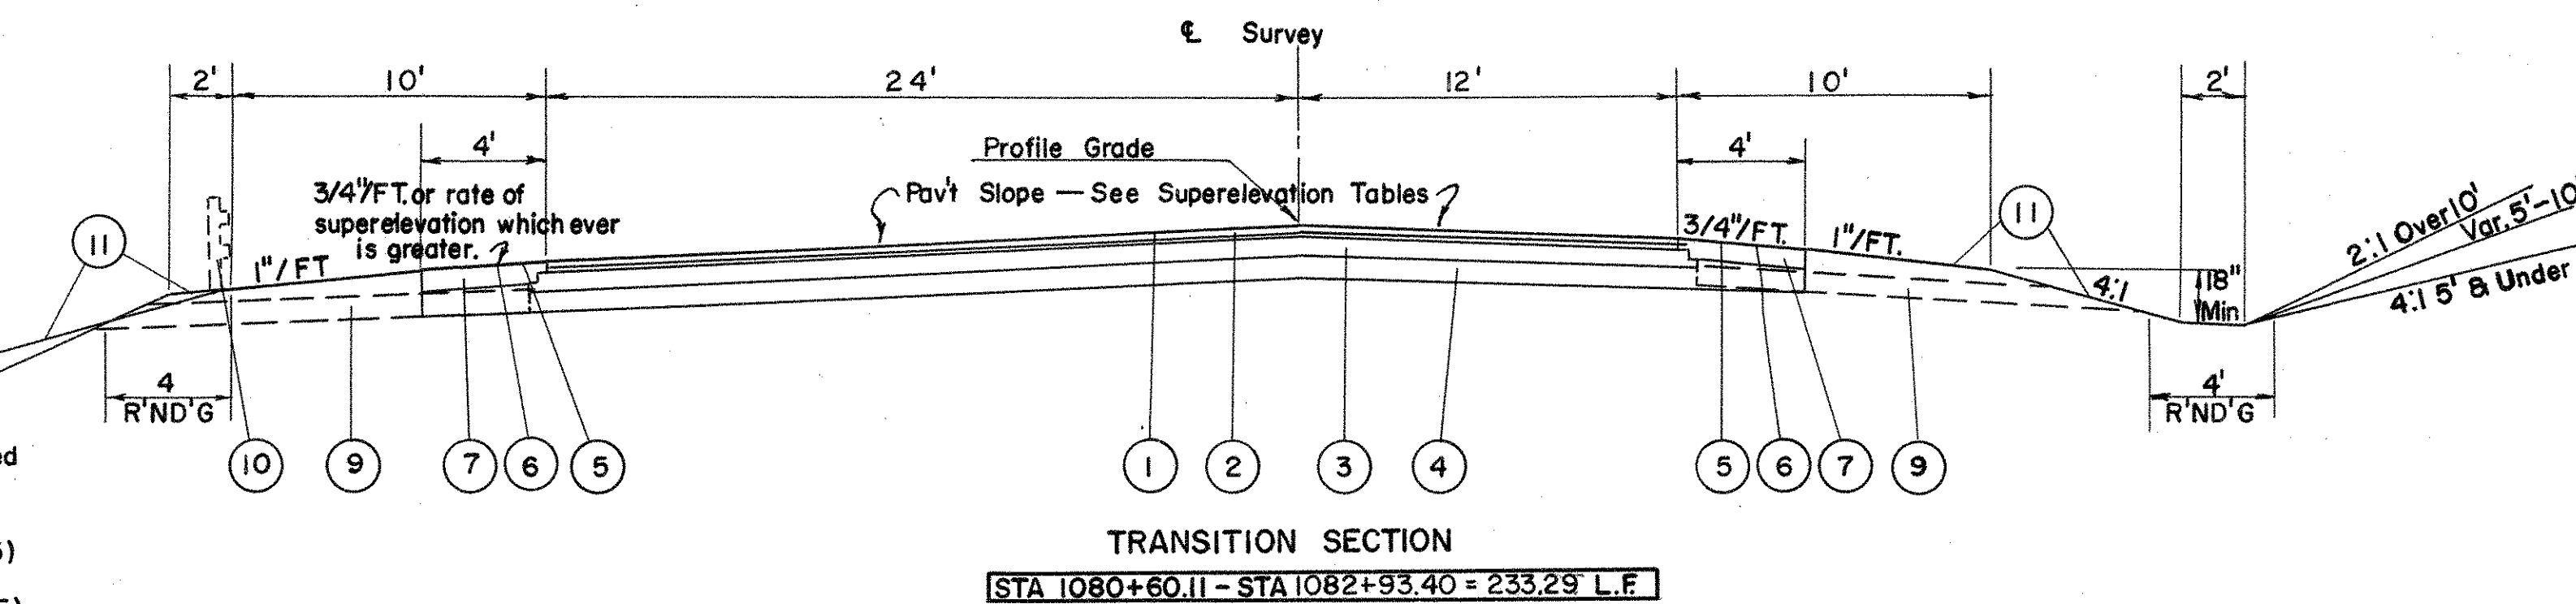 ℄ Survey
2' 10' 24' 12' 10' 2'
4' 4'
Profile Grade
Pav't Slope — See Superelevation Tables
3/4"/FT. or rate of
superelevation which ever
is greater.
1"/FT
3/4"/FT. 1"/FT.
11 11
4:1
18"
Min
2:1 Over 10'
Var. 5'-10'
4:1 5' & Under
4
R'ND'G
4'
R'ND'G
10 9 7 6 5 1 2 3 4 5 6 7 9
TRANSITION SECTION
STA 1080+60.11 - STA 1082+93.40 = 233.29 L.F.